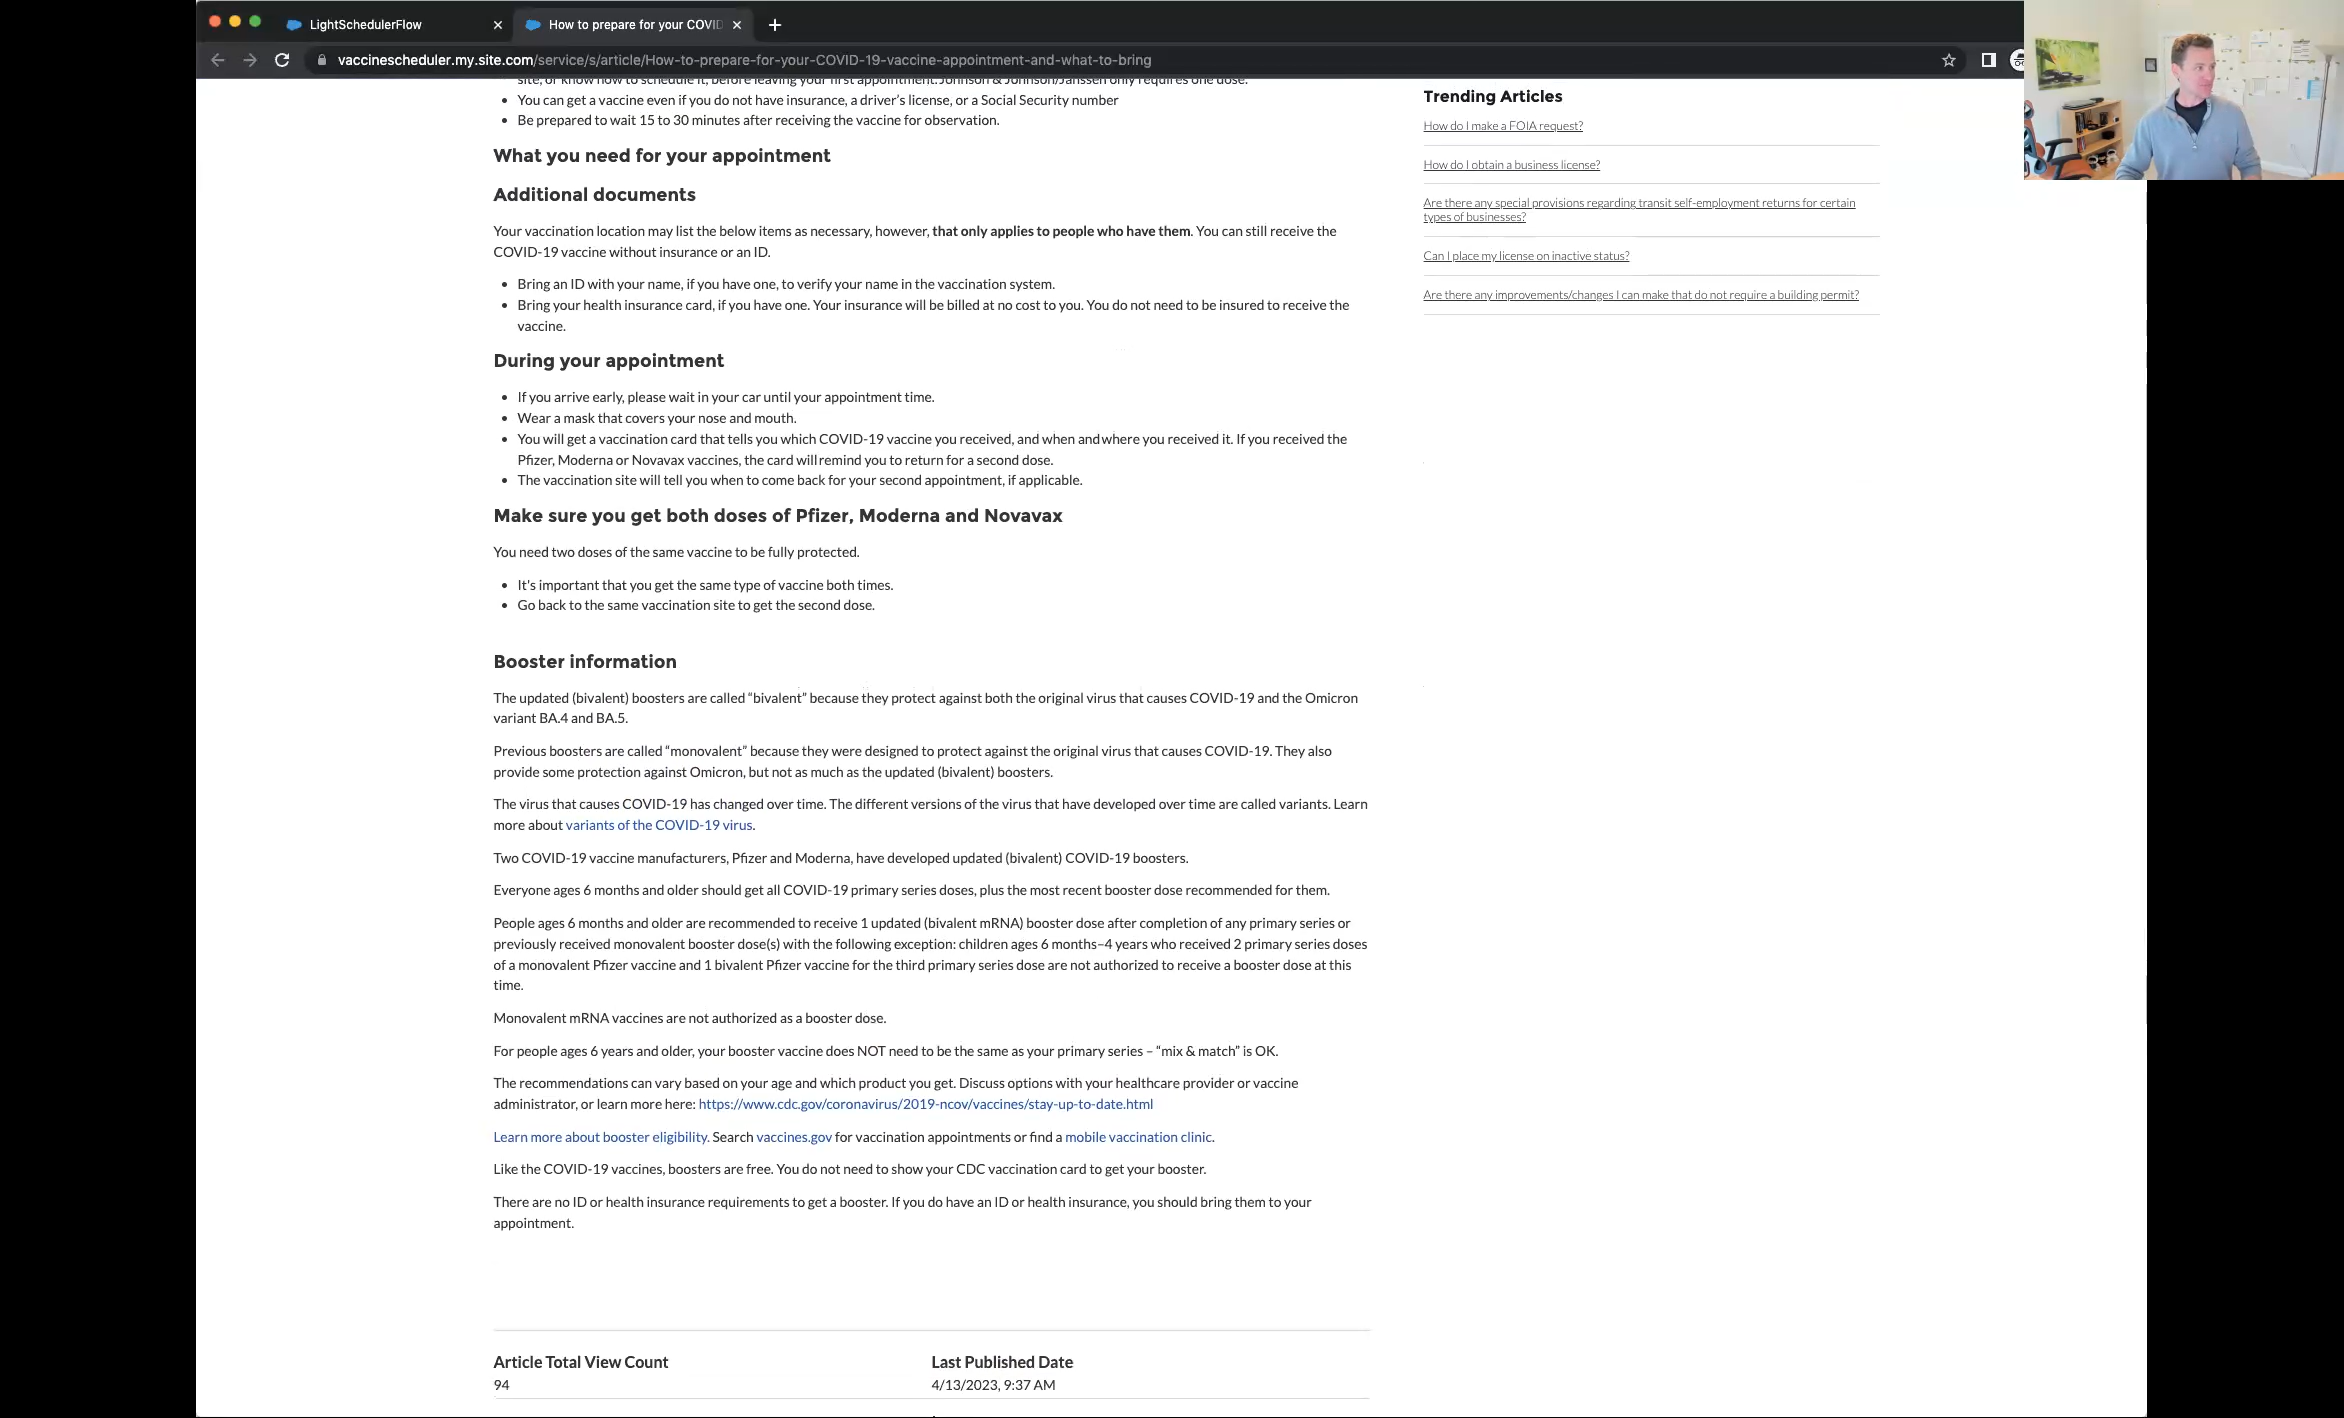 LightSchedulerFlow
How to prepare for your COVID
vaccinescheduler.my.site.com/service/s/article/How-to-prepare-for-your-COVID-19-vaccine-appointment-and-what-to-bring
site, or know how to schedule it, before leaving your first appointment. Johnson & Johnson/Janssen only requires one dose.
• You can get a vaccine even if you do not have insurance, a driver's license, or a Social Security number
• Be prepared to wait 15 to 30 minutes after receiving the vaccine for observation.
What you need for your appointment
Additional documents
Your vaccination location may list the below items as necessary, however, that only applies to people who have them. You can still receive the
COVID-19 vaccine without insurance or an ID.
• Bring an ID with your name, if you have one, to verify your name in the vaccination system.
• Bring your health insurance card, if you have one. Your insurance will be billed at no cost to you. You do not need to be insured to receive the
vaccine.
During your appointment
• If you arrive early, please wait in your car until your appointment time.
• Wear a mask that covers your nose and mouth.
• You will get a vaccination card that tells you which COVID-19 vaccine you received, and when and where you received it. If you received the
Pfizer, Moderna or Novavax vaccines, the card will remind you to return for a second dose.
• The vaccination site will tell you when to come back for your second appointment, if applicable.
Make sure you get both doses of Pfizer, Moderna and Novavax
You need two doses of the same vaccine to be fully protected.
• It's important that you get the same type of vaccine both times.
• Go back to the same vaccination site to get the second dose.
Booster information
The updated (bivalent) boosters are called “bivalent” because they protect against both the original virus that causes COVID-19 and the Omicron
variant BA.4 and BA.5.
Previous boosters are called “monovalent” because they were designed to protect against the original virus that causes COVID-19. They also
provide some protection against Omicron, but not as much as the updated (bivalent) boosters.
The virus that causes COVID-19 has changed over time. The different versions of the virus that have developed over time are called variants. Learn
more about variants of the COVID-19 virus.
Two COVID-19 vaccine manufacturers, Pfizer and Moderna, have developed updated (bivalent) COVID-19 boosters.
Everyone ages 6 months and older should get all COVID-19 primary series doses, plus the most recent booster dose recommended for them.
People ages 6 months and older are recommended to receive 1 updated (bivalent mRNA) booster dose after completion of any primary series or
previously received monovalent booster dose(s) with the following exception: children ages 6 months–4 years who received 2 primary series doses
of a monovalent Pfizer vaccine and 1 bivalent Pfizer vaccine for the third primary series dose are not authorized to receive a booster dose at this
time.
Monovalent mRNA vaccines are not authorized as a booster dose.
For people ages 6 years and older, your booster vaccine does NOT need to be the same as your primary series – “mix & match” is OK.
The recommendations can vary based on your age and which product you get. Discuss options with your healthcare provider or vaccine
administrator, or learn more here: https://www.cdc.gov/coronavirus/2019-ncov/vaccines/stay-up-to-date.html
Learn more about booster eligibility. Search vaccines.gov for vaccination appointments or find a mobile vaccination clinic.
Like the COVID-19 vaccines, boosters are free. You do not need to show your CDC vaccination card to get your booster.
There are no ID or health insurance requirements to get a booster. If you do have an ID or health insurance, you should bring them to your
appointment.
Article Total View Count
94
Last Published Date
4/13/2023, 9:37 AM
Trending Articles
How do I make a FOIA request?
How do I obtain a business license?
Are there any special provisions regarding transit self-employment returns for certain
types of businesses?
Can I place my license on inactive status?
Are there any improvements/changes I can make that do not require a building permit?